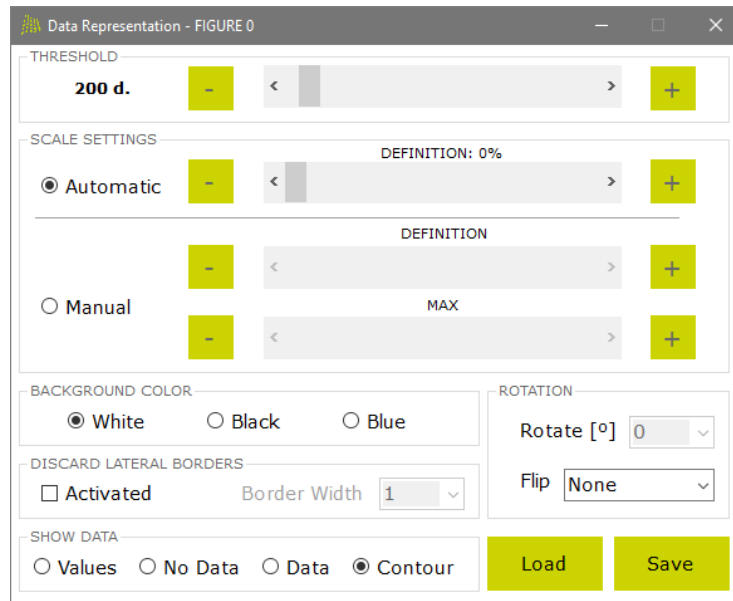 Data Representation - FIGURE 0
THRESHOLD
200 d. - < > +
SCALE SETTINGS
DEFINITION: 0%
Automatic - < > +
DEFINITION
- < >  +
Manual
MAX
- < > +
BACKGROUND COLOR
White Black Blue
DISCARD LATERAL BORDERS
Activated Border Width 1
ROTATION
Rotate [º] 0
Flip None
SHOW DATA
Values No Data Data Contour
Load Save